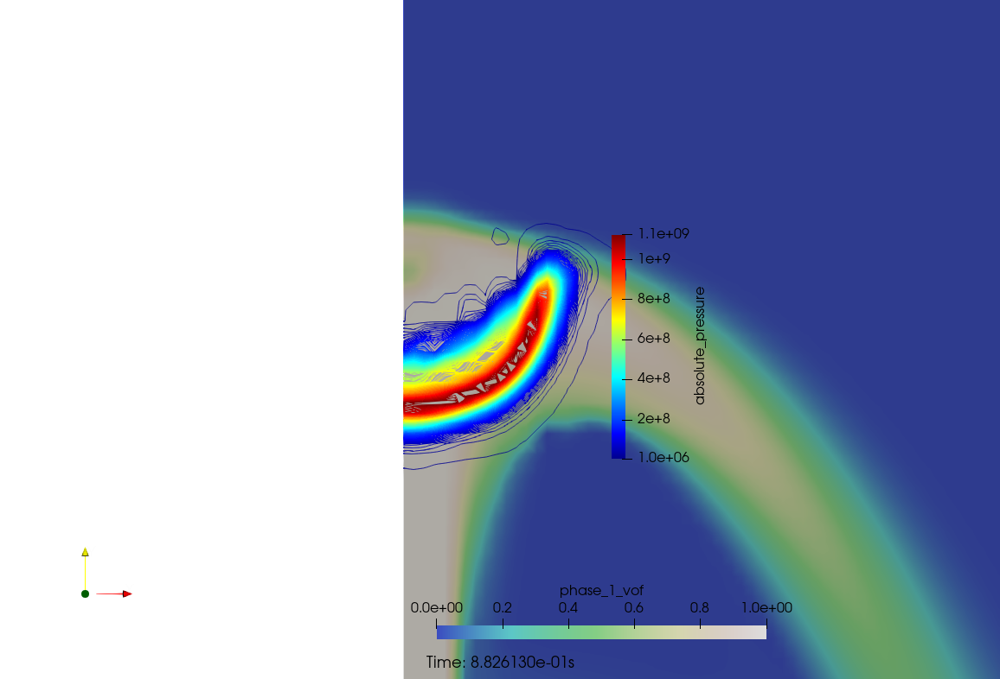 1.1e+09
1e+9
8e+8
6e+8
4e+8
2e+8
1.0e+06
absolute_pressure
phase_1_vof
0.0e+00 0.2 0.4 0.6 0.8 1.0e+00
Time: 8.826130e-01s